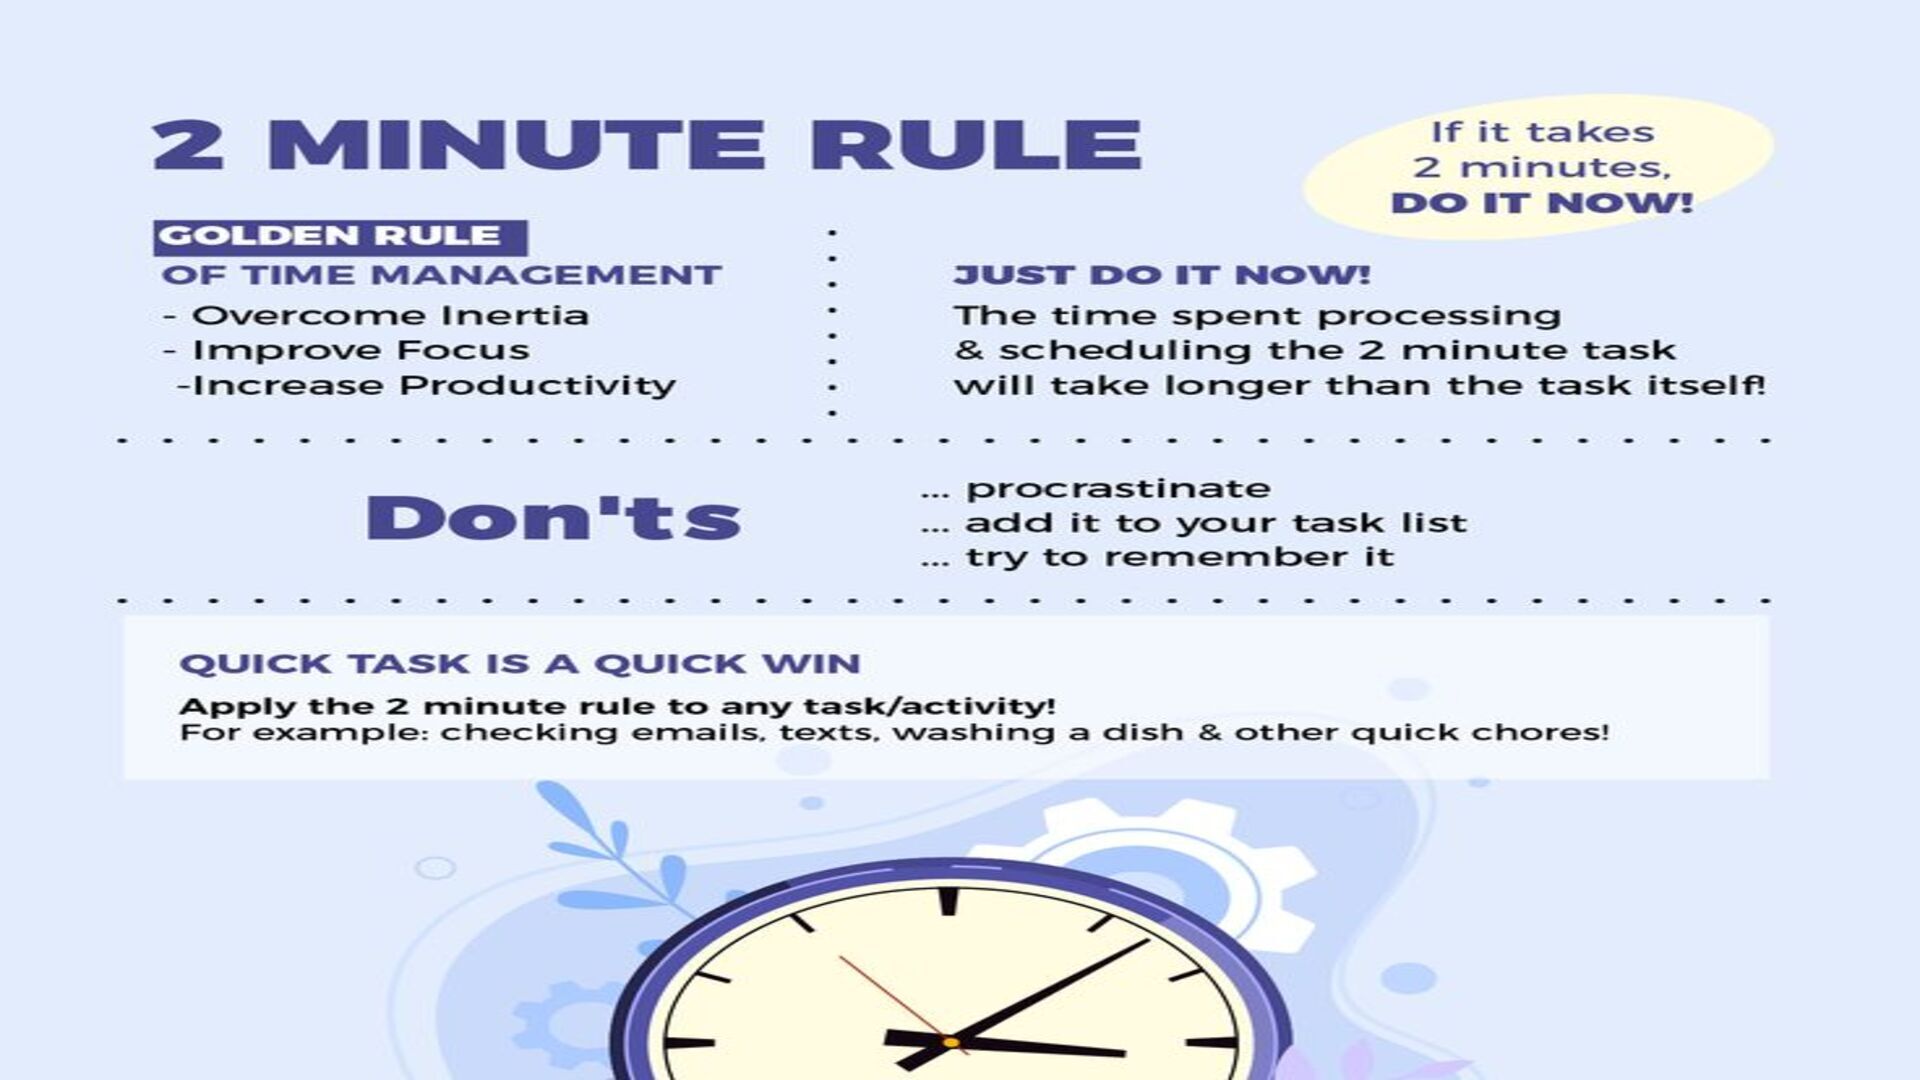 2 MINUTE RULE
If it takes
2 minutes,
DO IT NOW!
GOLDEN RULE
OF TIME MANAGEMENT
- Overcome Inertia
- Improve Focus
-Increase Productivity
JUST DO IT NOW!
The time spent processing
& scheduling the 2 minute task
will take longer than the task itself!
Don'ts
... procrastinate
... add it to your task list
... try to remember it
QUICK TASK IS A QUICK WIN
Apply the 2 minute rule to any task/activity!
For example: checking emails, texts, washing a dish & other quick chores!